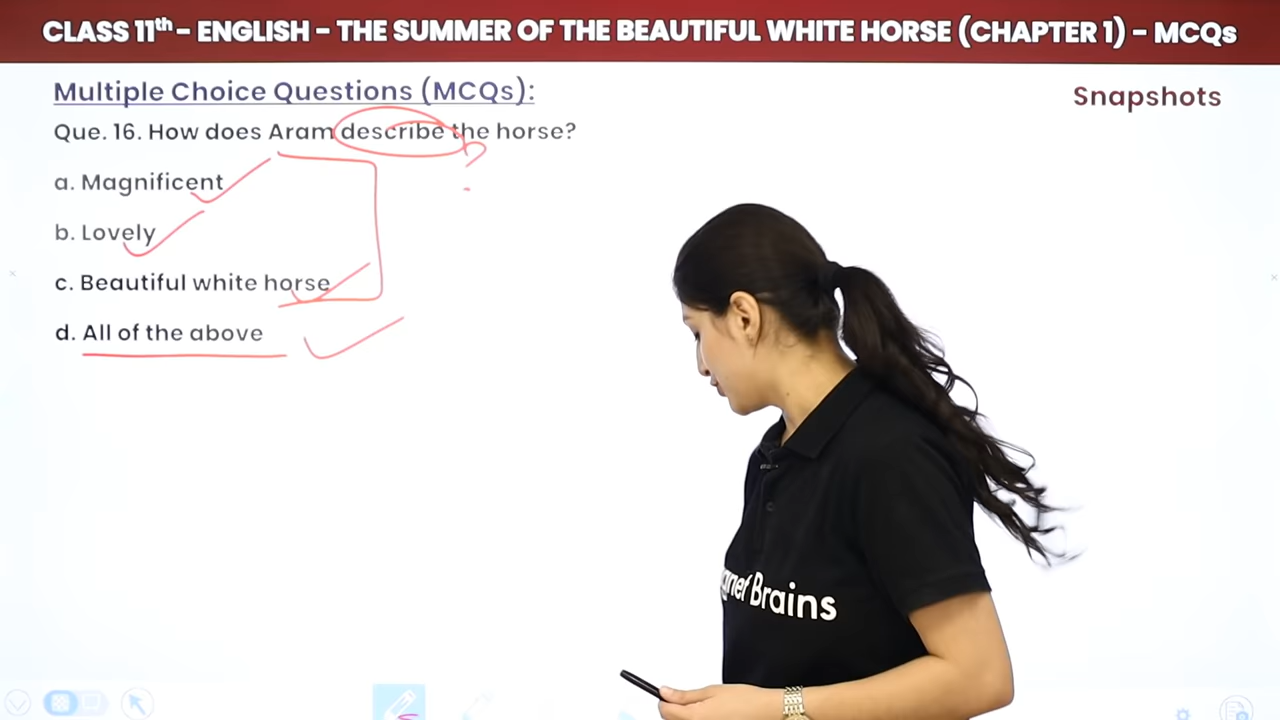 CLASS 11th - ENGLISH - THE SUMMER OF THE BEAUTIFUL WHITE HORSE (CHAPTER 1) - MCQs
Multiple Choice Questions (MCQs):
Snapshots
Que. 16. How does Aram describe the horse?
?
a. Magnificent
b. Lovely
c. Beautiful white horse
d. All of the above
Brains